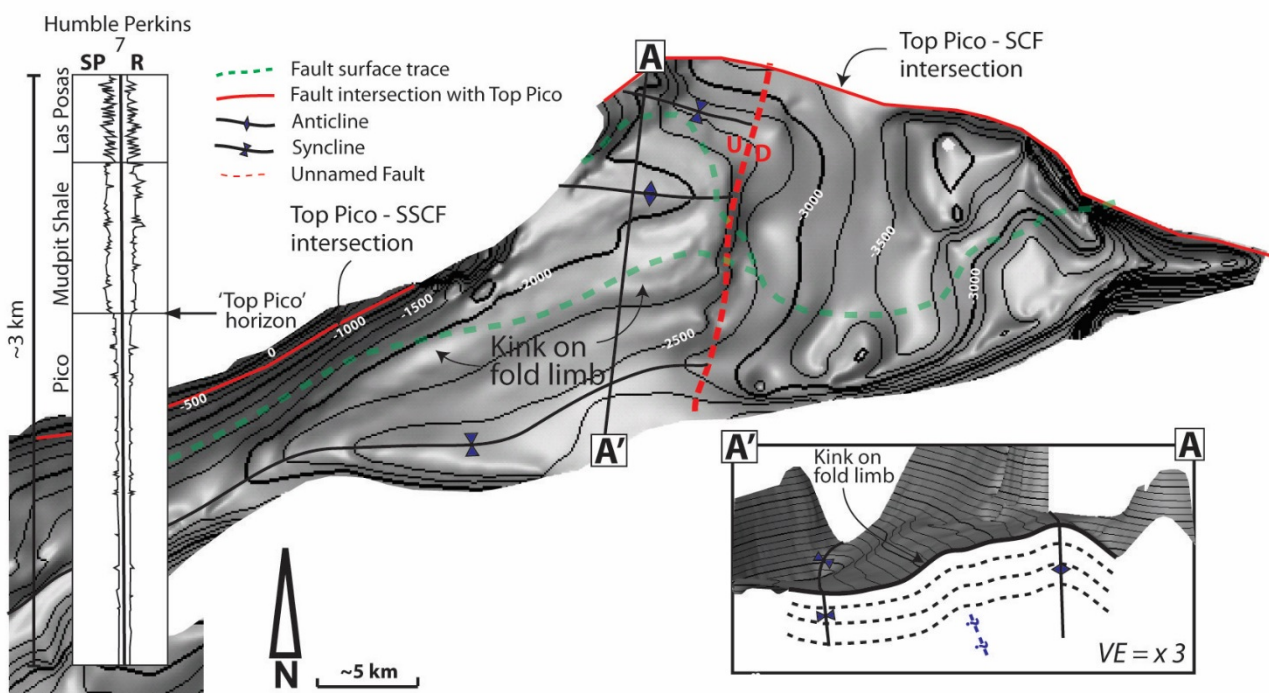 Humble Perkins
7
SP
R
Las Posas
Mudpit Shale
Pico
~3 km
Fault surface trace
Fault intersection with Top Pico
Anticline
Syncline
Unnamed Fault
Top Pico - SSCF
intersection
'Top Pico'
horizon
A
Top Pico - SCF
intersection
U
D
-3000
-3500
-3000
-2000
-1500
-1000
0
-500
-2500
Kink on
fold limb
A'
N
~5 km
A'
A
Kink on
fold limb
-?-?-
VE = x 3